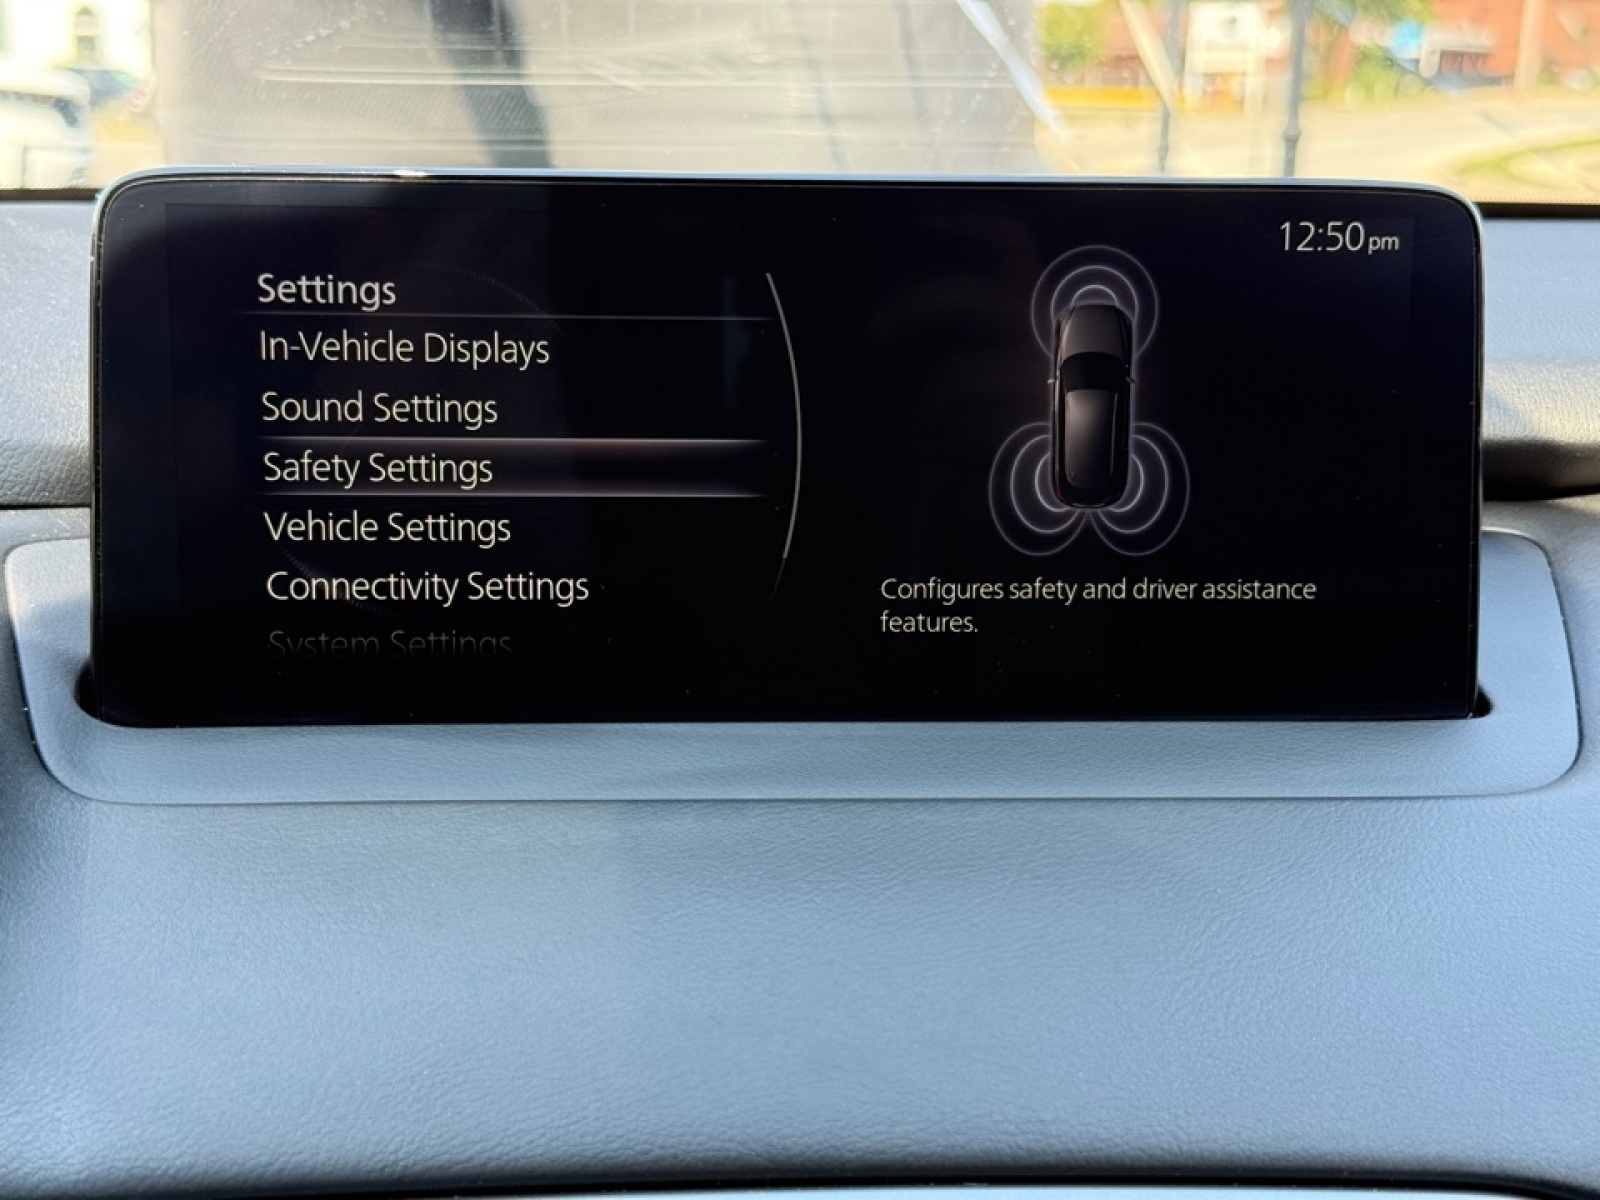 12:50pm
Settings
In-Vehicle Displays
Sound Settings
Safety Settings
Vehicle Settings
Connectivity Settings
System Settings
Configures safety and driver assistance
features.